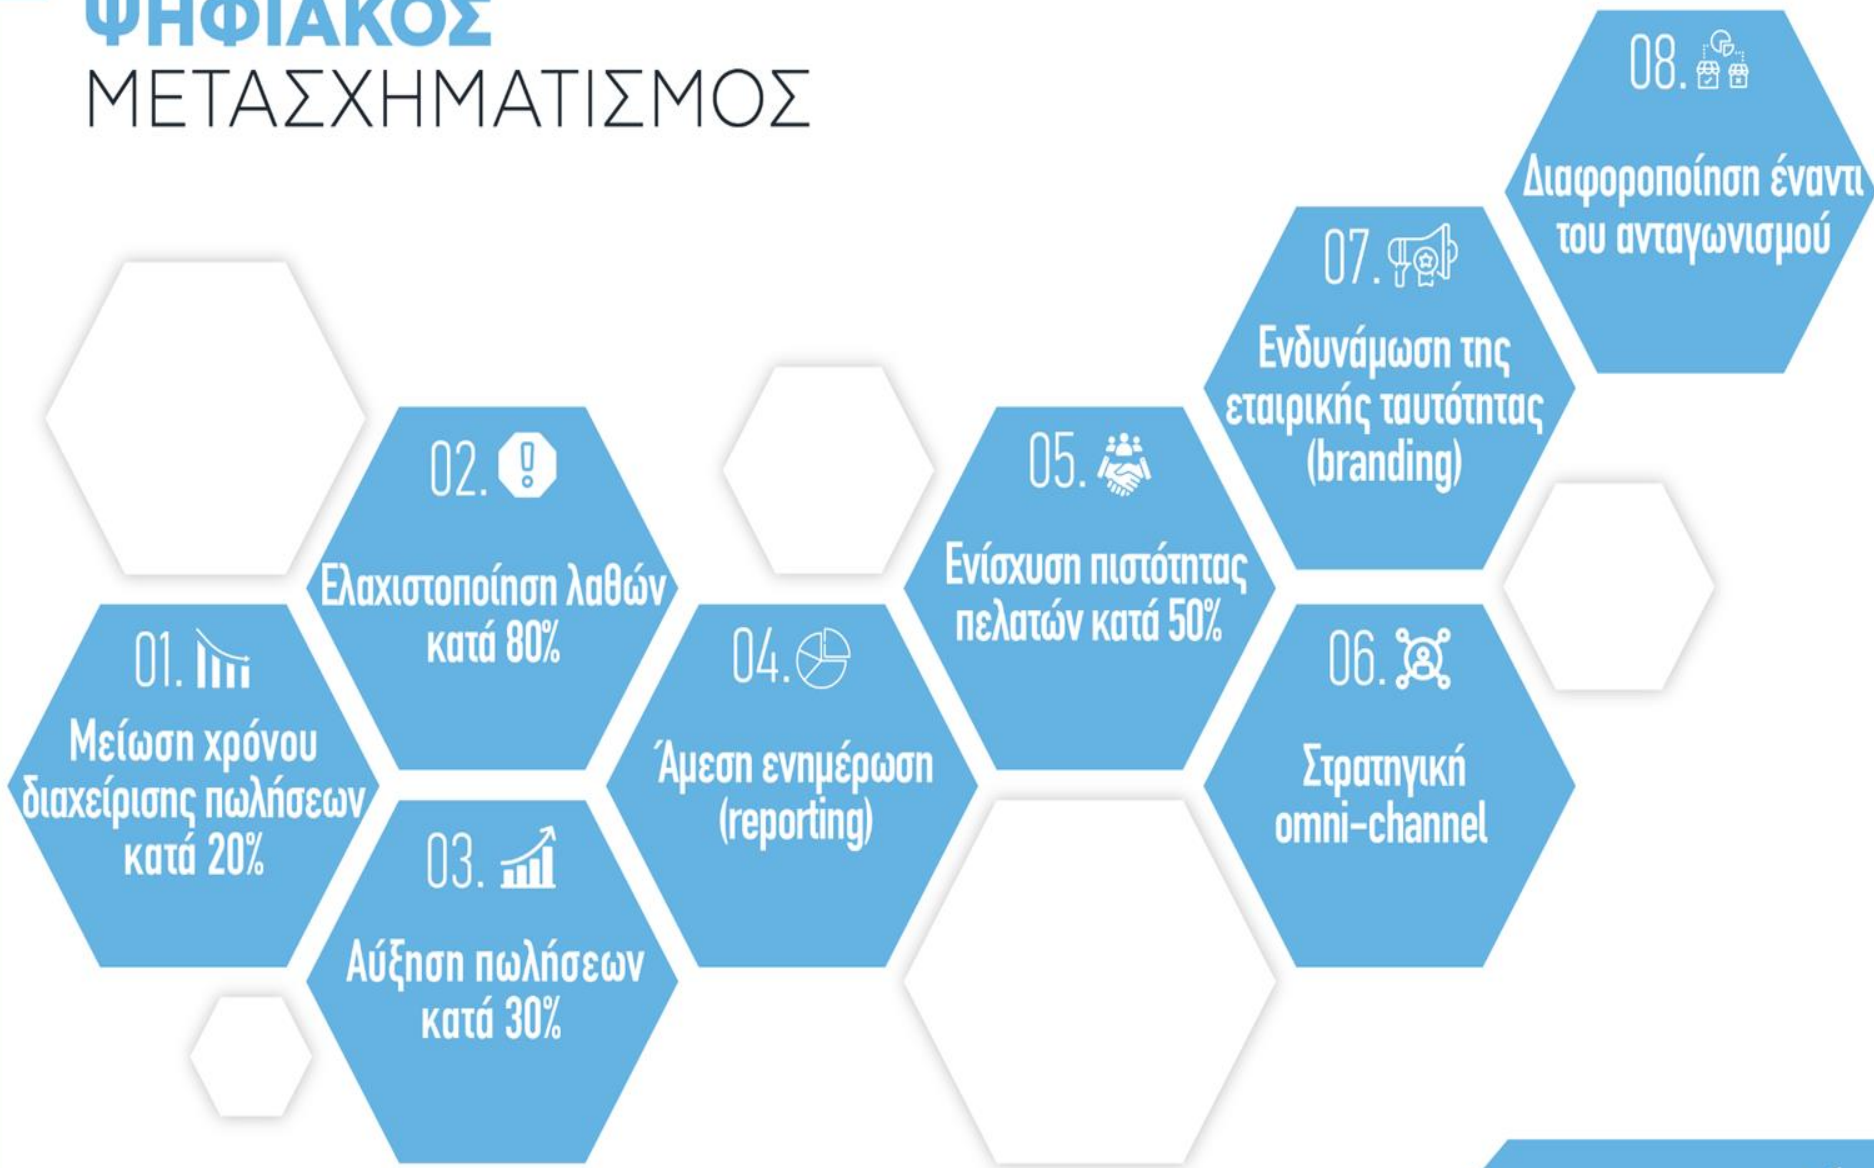 ΨΗΦΙΑΚΟΣ
ΜΕΤΑΣΧΗΜΑΤΙΣΜΟΣ
01.
Μείωση χρόνου
διαχείρισης πωλήσεων
κατά 20%
02.
Ελαχιστοποίηση λαθών
κατά 80%
03.
Αύξηση πωλήσεων
κατά 30%
04.
Άμεση ενημέρωση
(reporting)
05.
Ενίσχυση πιστότητας
πελατών κατά 50%
06.
Στρατηγική
omni-channel
07.
Ενδυνάμωση της
εταιρικής ταυτότητας
(branding)
08.
Διαφοροποίηση έναντι
του ανταγωνισμού